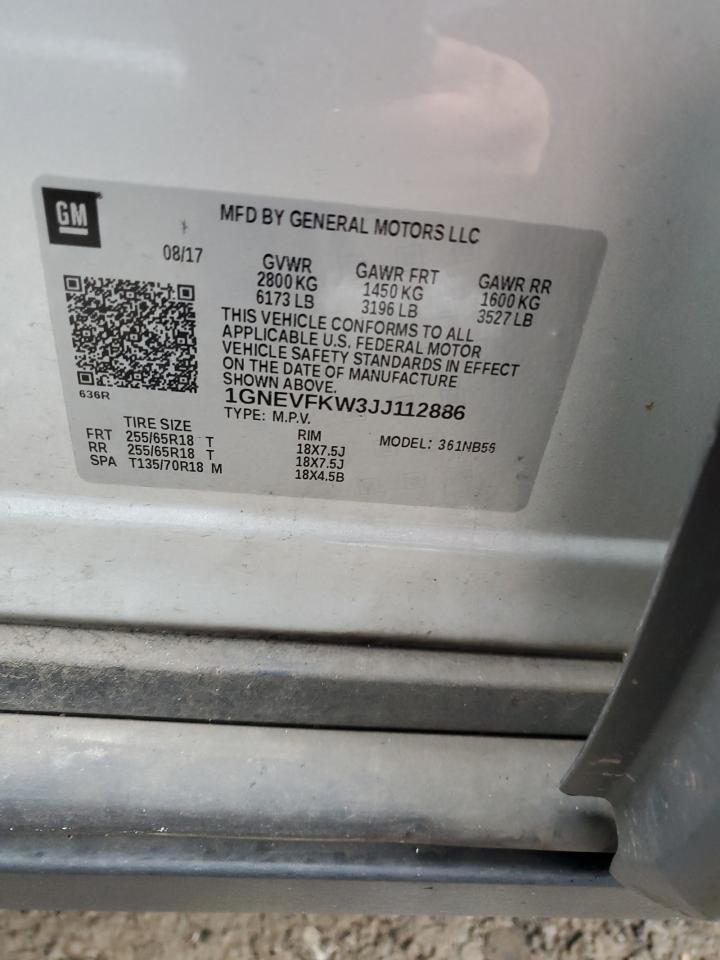 GM
MFD BY GENERAL MOTORS LLC
08/17
GVWR
2800 KG
6173 LB
GAWR FRT
1450 KG
3196 LB
GAWR RR
1600 KG
3527 LB
THIS VEHICLE CONFORMS TO ALL
APPLICABLE U.S. FEDERAL MOTOR
VEHICLE SAFETY STANDARDS IN EFFECT
ON THE DATE OF MANUFACTURE
SHOWN ABOVE.
636R
1GNEVFKW3JJ112886
TYPE: M.P.V.
TIRE SIZE RIM
FRT 255/65R18 T 18X7.5J
RR 255/65R18 T 18X7.5J
SPA T135/70R18 M 18X4.5B
MODEL: 361NB56